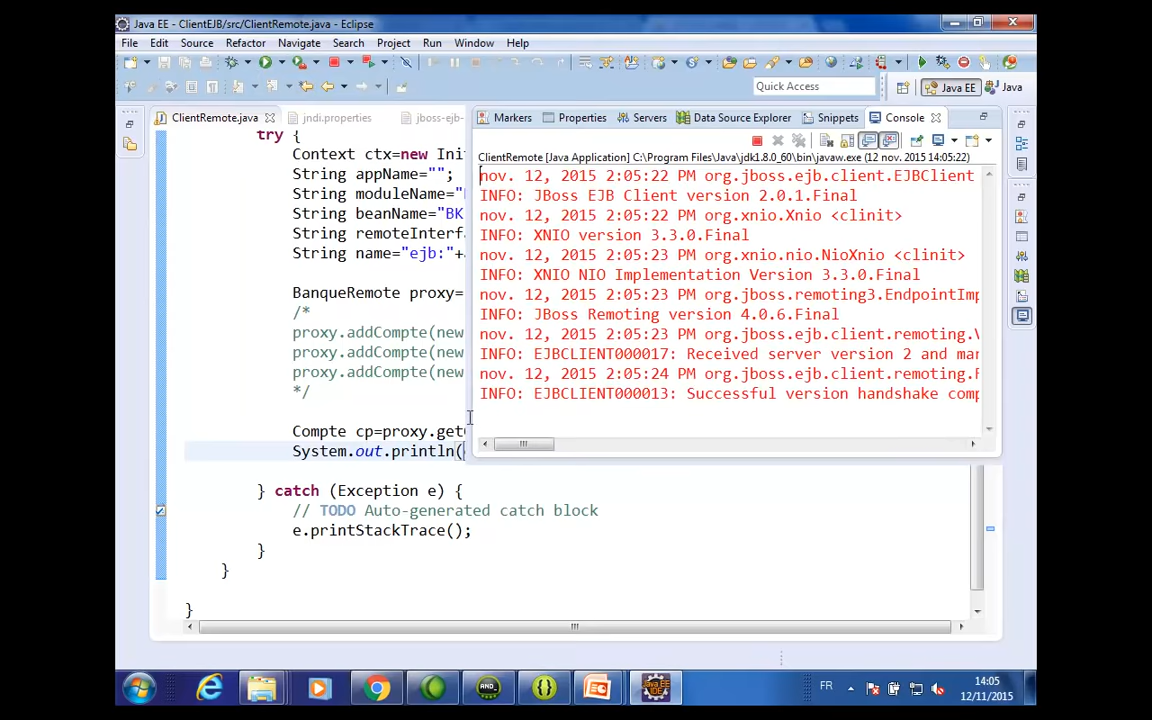 Java EE - ClientEJB/src/ClientRemote.java - Eclipse
File Edit Source Refactor Navigate Search Project Run Window Help
Quick Access
Java EE
Java
ClientRemote.java
jndi.properties
jboss-ejb-
try {
Context ctx=new Ini
String appName="";
String moduleName="
String beanName="BK
String remoteInterf
String name="ejb:"+
BanqueRemote proxy=
/*
proxy.addCompte(new
proxy.addCompte(new
proxy.addCompte(new
*/
Compte cp=proxy.get
System.out.println(
} catch (Exception e) {
// TODO Auto-generated catch block
e.printStackTrace();
}
}
}
Markers Properties Servers Data Source Explorer Snippets Console
ClientRemote [Java Application] C:\Program Files\Java\jdk1.8.0_60\bin\javaw.exe (12 nov. 2015 14:05:22)
nov. 12, 2015 2:05:22 PM org.jboss.ejb.client.EJBClient
INFO: JBoss EJB Client version 2.0.1.Final
nov. 12, 2015 2:05:22 PM org.xnio.Xnio <clinit>
INFO: XNIO version 3.3.0.Final
nov. 12, 2015 2:05:23 PM org.xnio.nio.NioXnio <clinit>
INFO: XNIO NIO Implementation Version 3.3.0.Final
nov. 12, 2015 2:05:23 PM org.jboss.remoting3.EndpointImp
INFO: JBoss Remoting version 4.0.6.Final
nov. 12, 2015 2:05:23 PM org.jboss.ejb.client.remoting.V
INFO: EJBCLIENT000017: Received server version 2 and mar
nov. 12, 2015 2:05:24 PM org.jboss.ejb.client.remoting.R
INFO: EJBCLIENT000013: Successful version handshake comp
AND_
Java EE
IDE
FR
14:05
12/11/2015